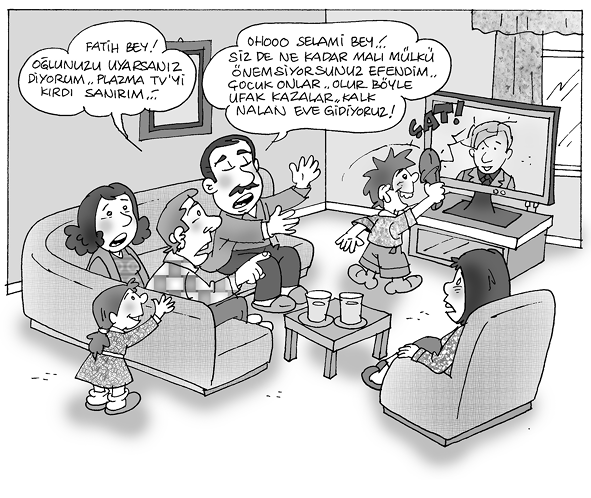 FATİH BEY!
OĞLUNUZU UYARSANIZ
DİYORUM.. PLAZMA TV'Yİ
KIRDI SANIRIM...
OHOOO SELAMİ BEY...
SİZ DE NE KADAR MALI MÜLKÜ
ÖNEMSİYORSUNUZ EFENDİM..
ÇOCUK ONLAR.. OLUR BÖYLE
UFAK KAZALAR.. KALK
NALAN EVE GİDİYORUZ!
ÇAT!